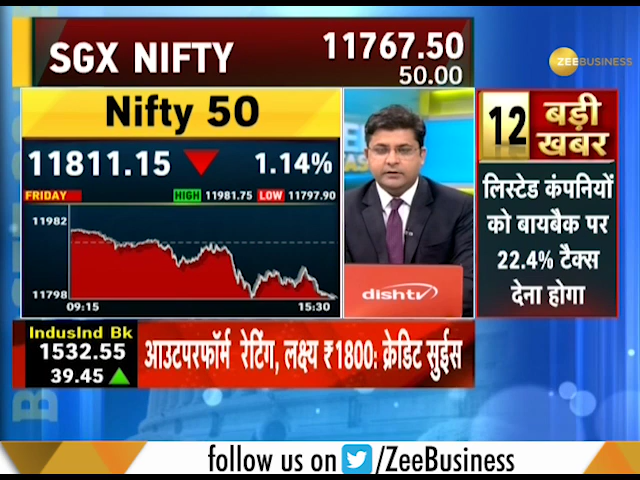 SGX NIFTY
11767.50
50.00
ZEEBUSINESS
Nifty 50
11811.15 ▼ 1.14%
FRIDAY HIGH 11981.75 LOW 11797.90
11982
11798
09:15 15:30
dishtv
12 बड़ी खबर
लिस्टेड कंपनियों
को बायबैक पर
22.4% टैक्स
देना होगा
IndusInd Bk
1532.55
39.45 ▲
आउटपरफॉर्म रेटिंग, लक्ष्य ₹1800: क्रेडिट सुईस
follow us on /ZeeBusiness